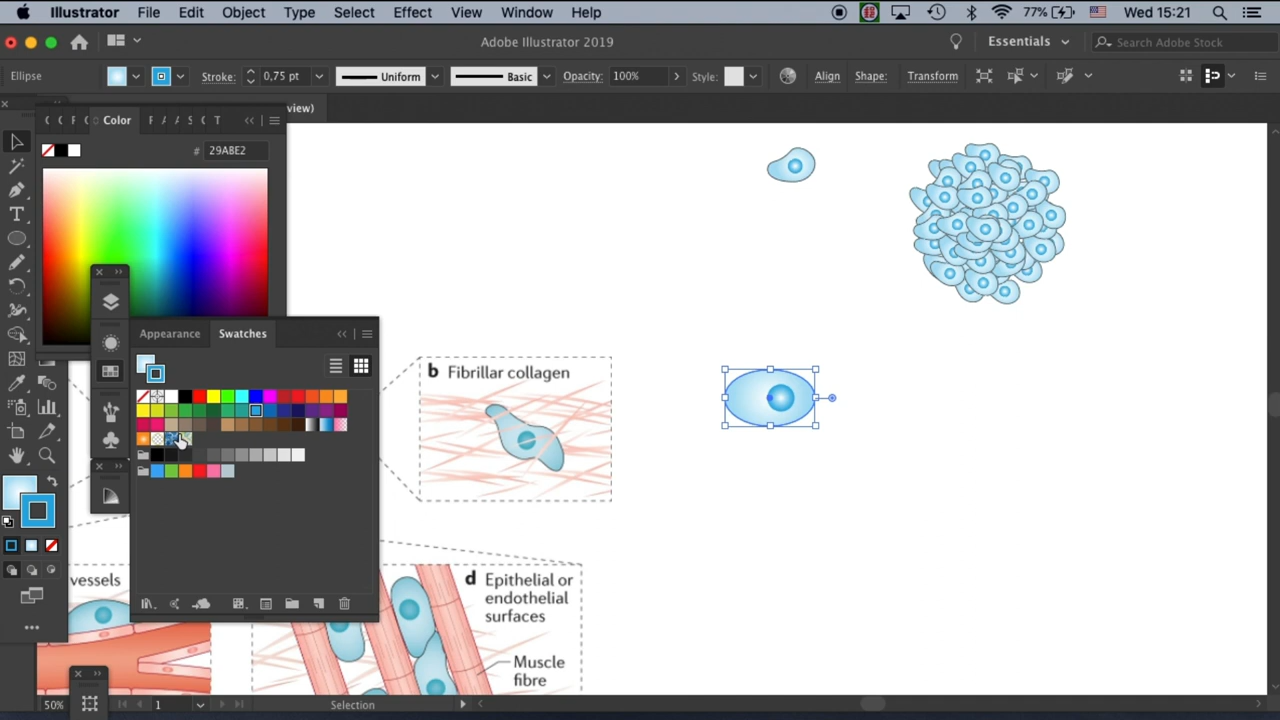 Illustrator File Edit Object Type Select Effect View Window Help 77% Wed 15:21
Adobe Illustrator 2019 Essentials Search Adobe Stock
Ellipse Stroke: 0,75 pt Uniform Basic Opacity: 100% Style: Align Shape: Transform
view)
C C F C Color F A A S C T
# 29ABE2
Appearance Swatches
b Fibrillar collagen
vessels
d Epithelial or
endothelial
surfaces
Muscle
fibre
50% 1 Selection